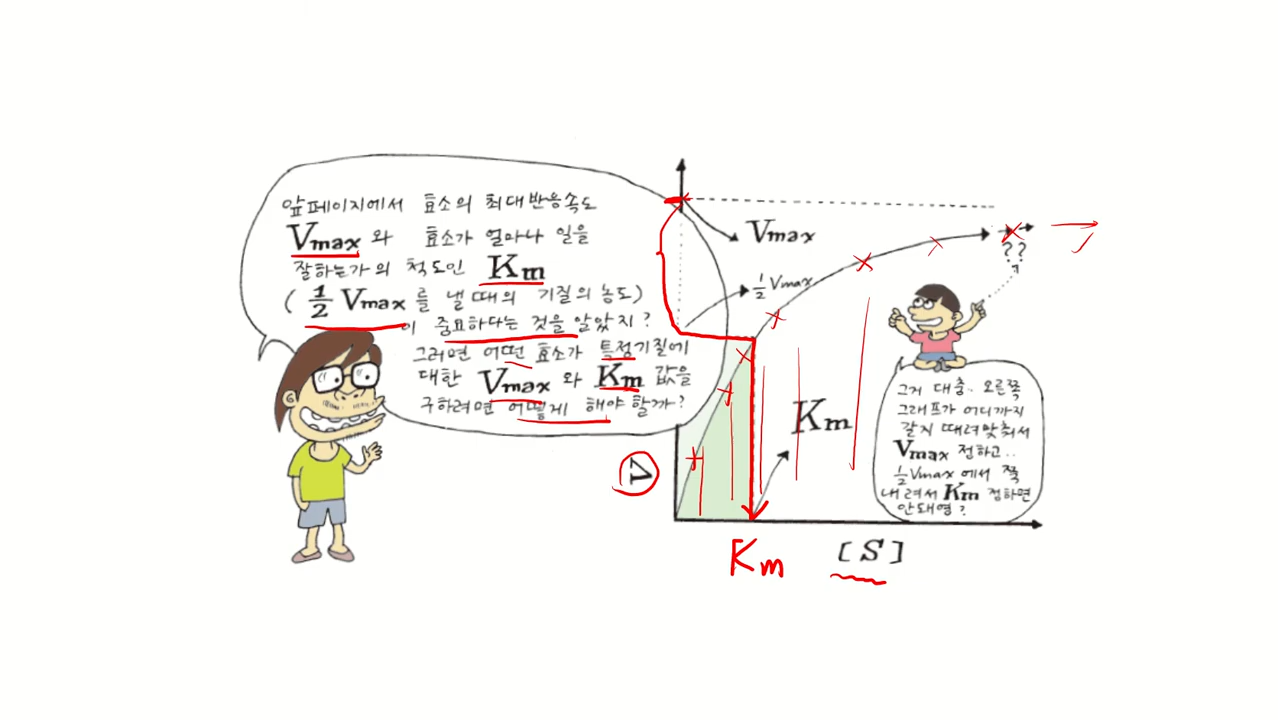 앞페이지에서 효소의 최대반응속도
Vmax 와 효소가 얼마나 일을
잘하는가의 척도인 Km
( 1/2 Vmax 를 낼 때의 기질의 농도)
이 중요하다는 것을 알았지?
그러면 어떤 효소가 특정기질에
대한 Vmax 와 Km 값을
구하려면 어떻게 해야 할까?
Vmax
1/2 Vmax
??
Km
그거 대충.. 오른쪽
그래프가 어디까지
갈지 때려맞춰서
Vmax 정하고..
1/2 Vmax 에서 쭉
내려서 Km 정하면
안돼영?
V
Km
[S]